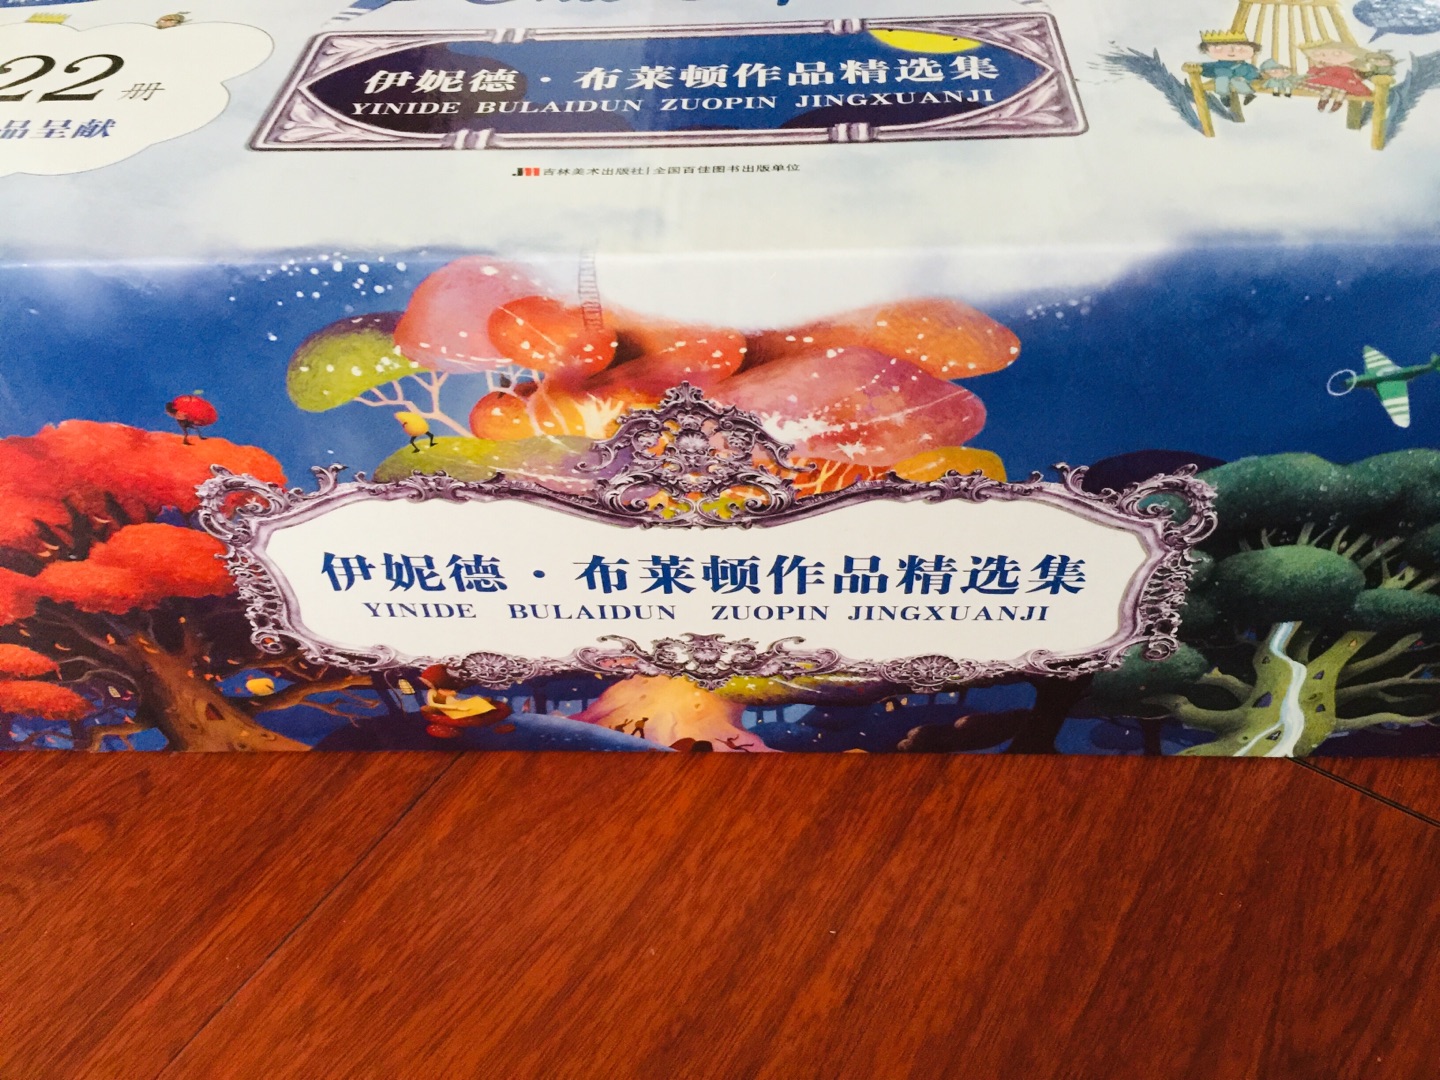 22册
品呈献
伊妮德·布莱顿作品精选集
YINIDE BULAIDUN ZUOPIN JINGXUANJI
吉林美术出版社|全国百佳图书出版单位
伊妮德·布莱顿作品精选集
YINIDE BULAIDUN ZUOPIN JINGXUANJI